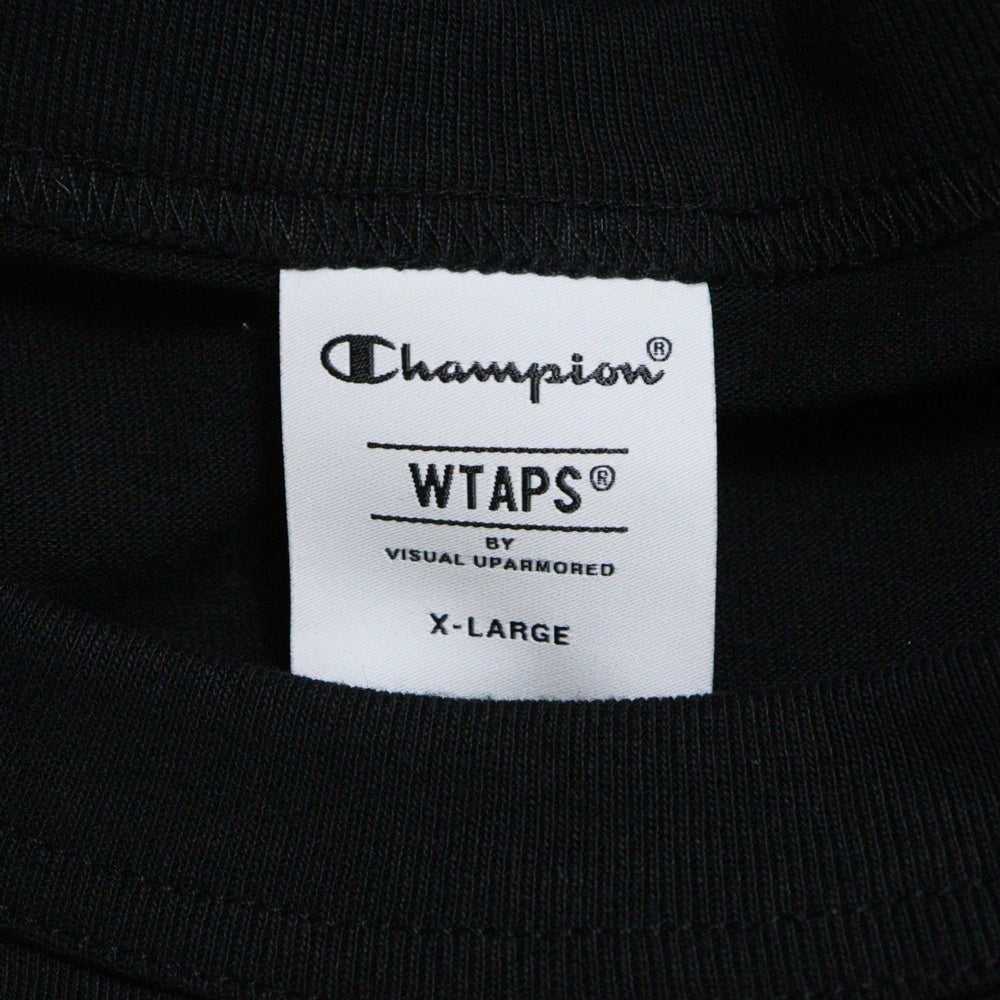 Champion®
WTAPS®
BY
VISUAL UPARMORED
X-LARGE